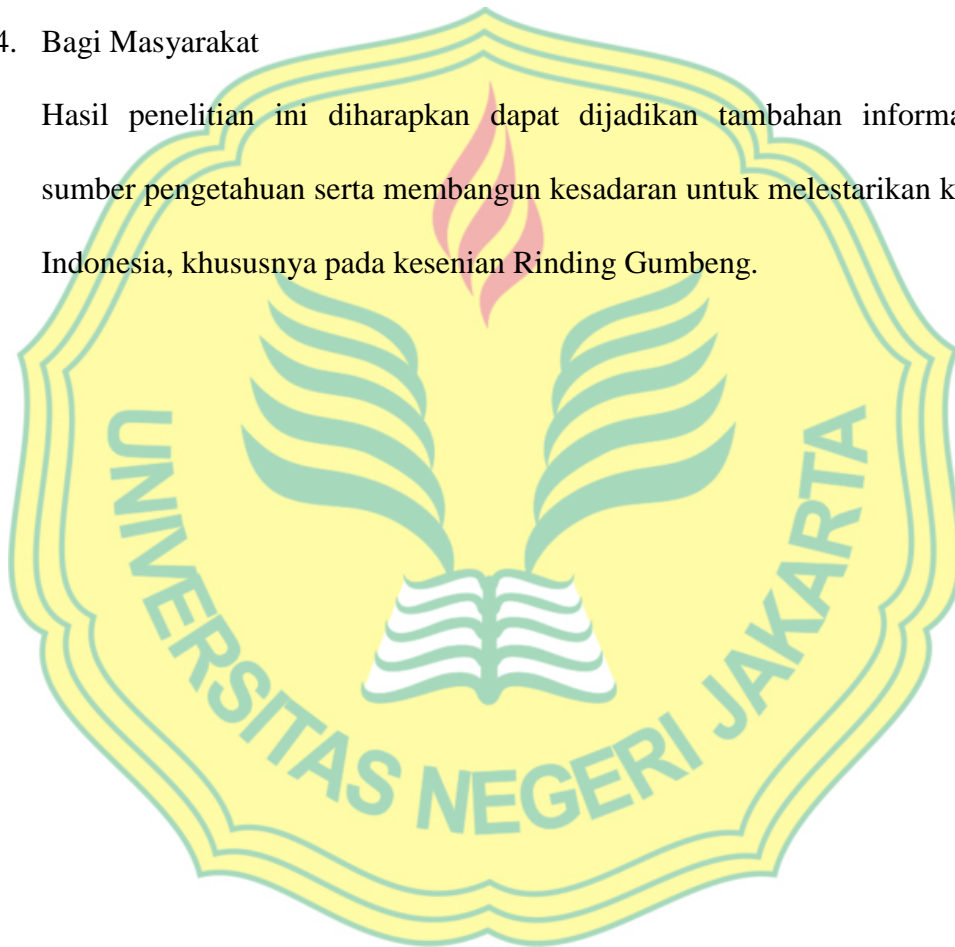 4. Bagi Masyarakat
Hasil penelitian ini diharapkan dapat dijadikan tambahan
sumber pengetahuan serta membangun kesadaran untuk melestarikan
Indonesia, khususnya pada kesenian Rinding Gumbeng.
UNIVERSITAS NEGERI JAKARTA